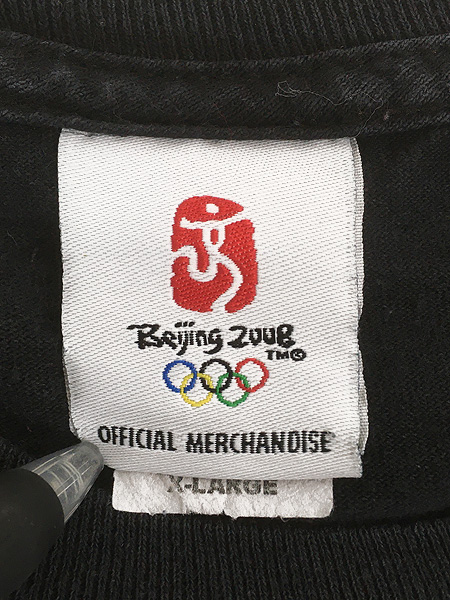 Beijing 2008
TM©
OFFICIAL MERCHANDISE
X-LARGE